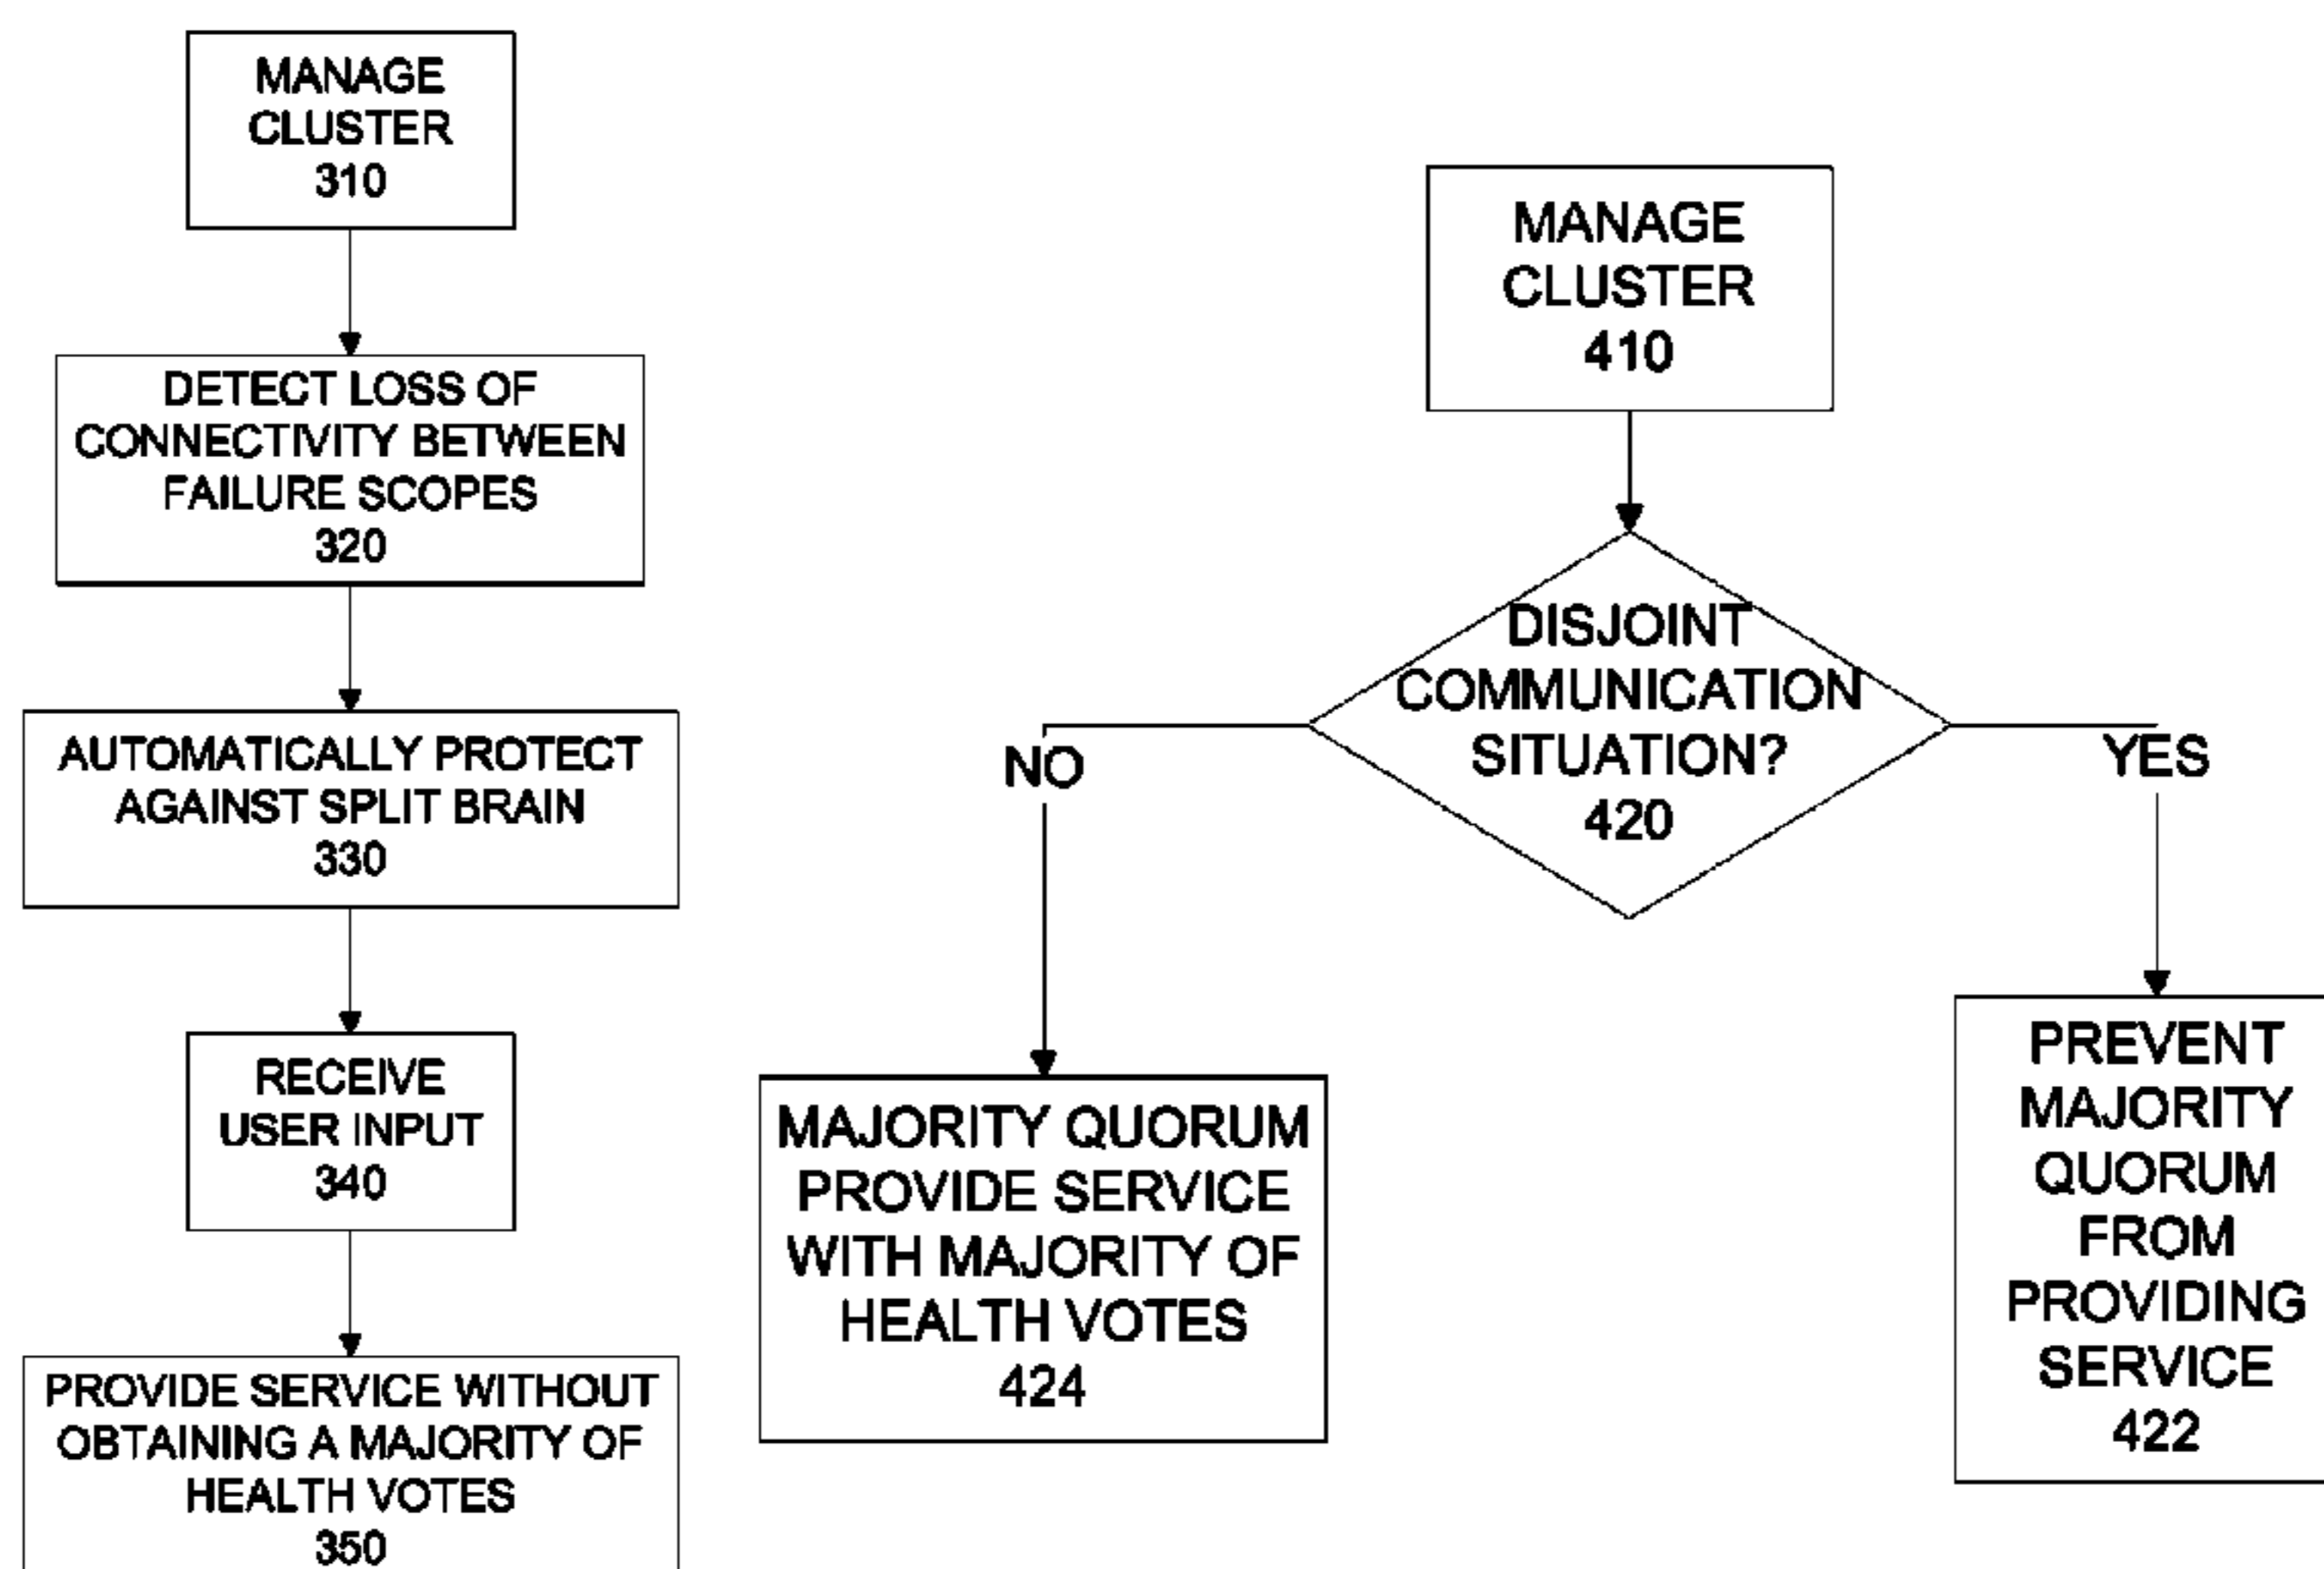 MANAGE
CLUSTER
310
DETECT LOSS OF
CONNECTIVITY BETWEEN
FAILURE SCOPES
320
AUTOMATICALLY PROTECT
AGAINST SPLIT BRAIN
330
RECEIVE
USER INPUT
340
PROVIDE SERVICE WITHOUT
OBTAINING A MAJORITY OF
HEALTH VOTES
350
MANAGE
CLUSTER
410
DISJOINT
COMMUNICATION
SITUATION?
420
NO
YES
MAJORITY QUORUM
PROVIDE SERVICE
WITH MAJORITY OF
HEALTH VOTES
424
PREVENT
MAJORITY
QUORUM
FROM
PROVIDING
SERVICE
422